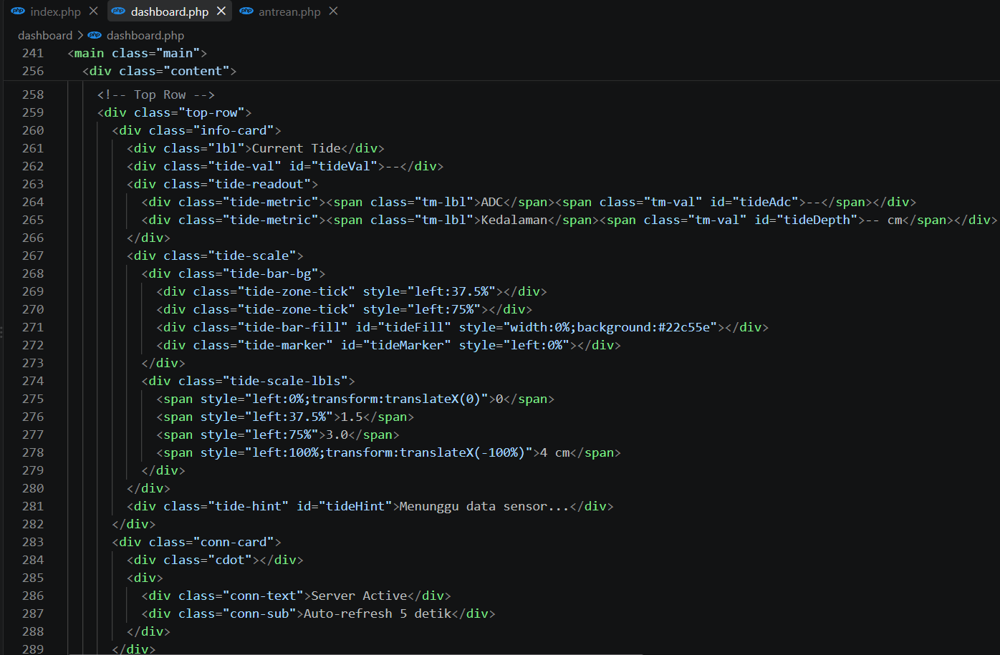 index.php dashboard.php antrean.php
dashboard > dashboard.php
241 <main class="main">
256 <div class="content">
258 <!-- Top Row -->
259 <div class="top-row">
260 <div class="info-card">
261 <div class="lbl">Current Tide</div>
262 <div class="tide-val" id="tideVal">--</div>
263 <div class="tide-readout">
264 <div class="tide-metric"><span class="tm-lbl">ADC</span><span class="tm-val" id="tideAdc">--</span></div>
265 <div class="tide-metric"><span class="tm-lbl">Kedalaman</span><span class="tm-val" id="tideDepth">-- cm</span></div>
266 </div>
267 <div class="tide-scale">
268 <div class="tide-bar-bg">
269 <div class="tide-zone-tick" style="left:37.5%"></div>
270 <div class="tide-zone-tick" style="left:75%"></div>
271 <div class="tide-bar-fill" id="tideFill" style="width:0%;background:#22c55e"></div>
272 <div class="tide-marker" id="tideMarker" style="left:0%"></div>
273 </div>
274 <div class="tide-scale-lbls">
275 <span style="left:0%;transform:translateX(0)">0</span>
276 <span style="left:37.5%">1.5</span>
277 <span style="left:75%">3.0</span>
278 <span style="left:100%;transform:translateX(-100%)">4 cm</span>
279 </div>
280 </div>
281 <div class="tide-hint" id="tideHint">Menunggu data sensor...</div>
282 </div>
283 <div class="conn-card">
284 <div class="cdot"></div>
285 <div>
286 <div class="conn-text">Server Active</div>
287 <div class="conn-sub">Auto-refresh 5 detik</div>
288 </div>
289 </div>